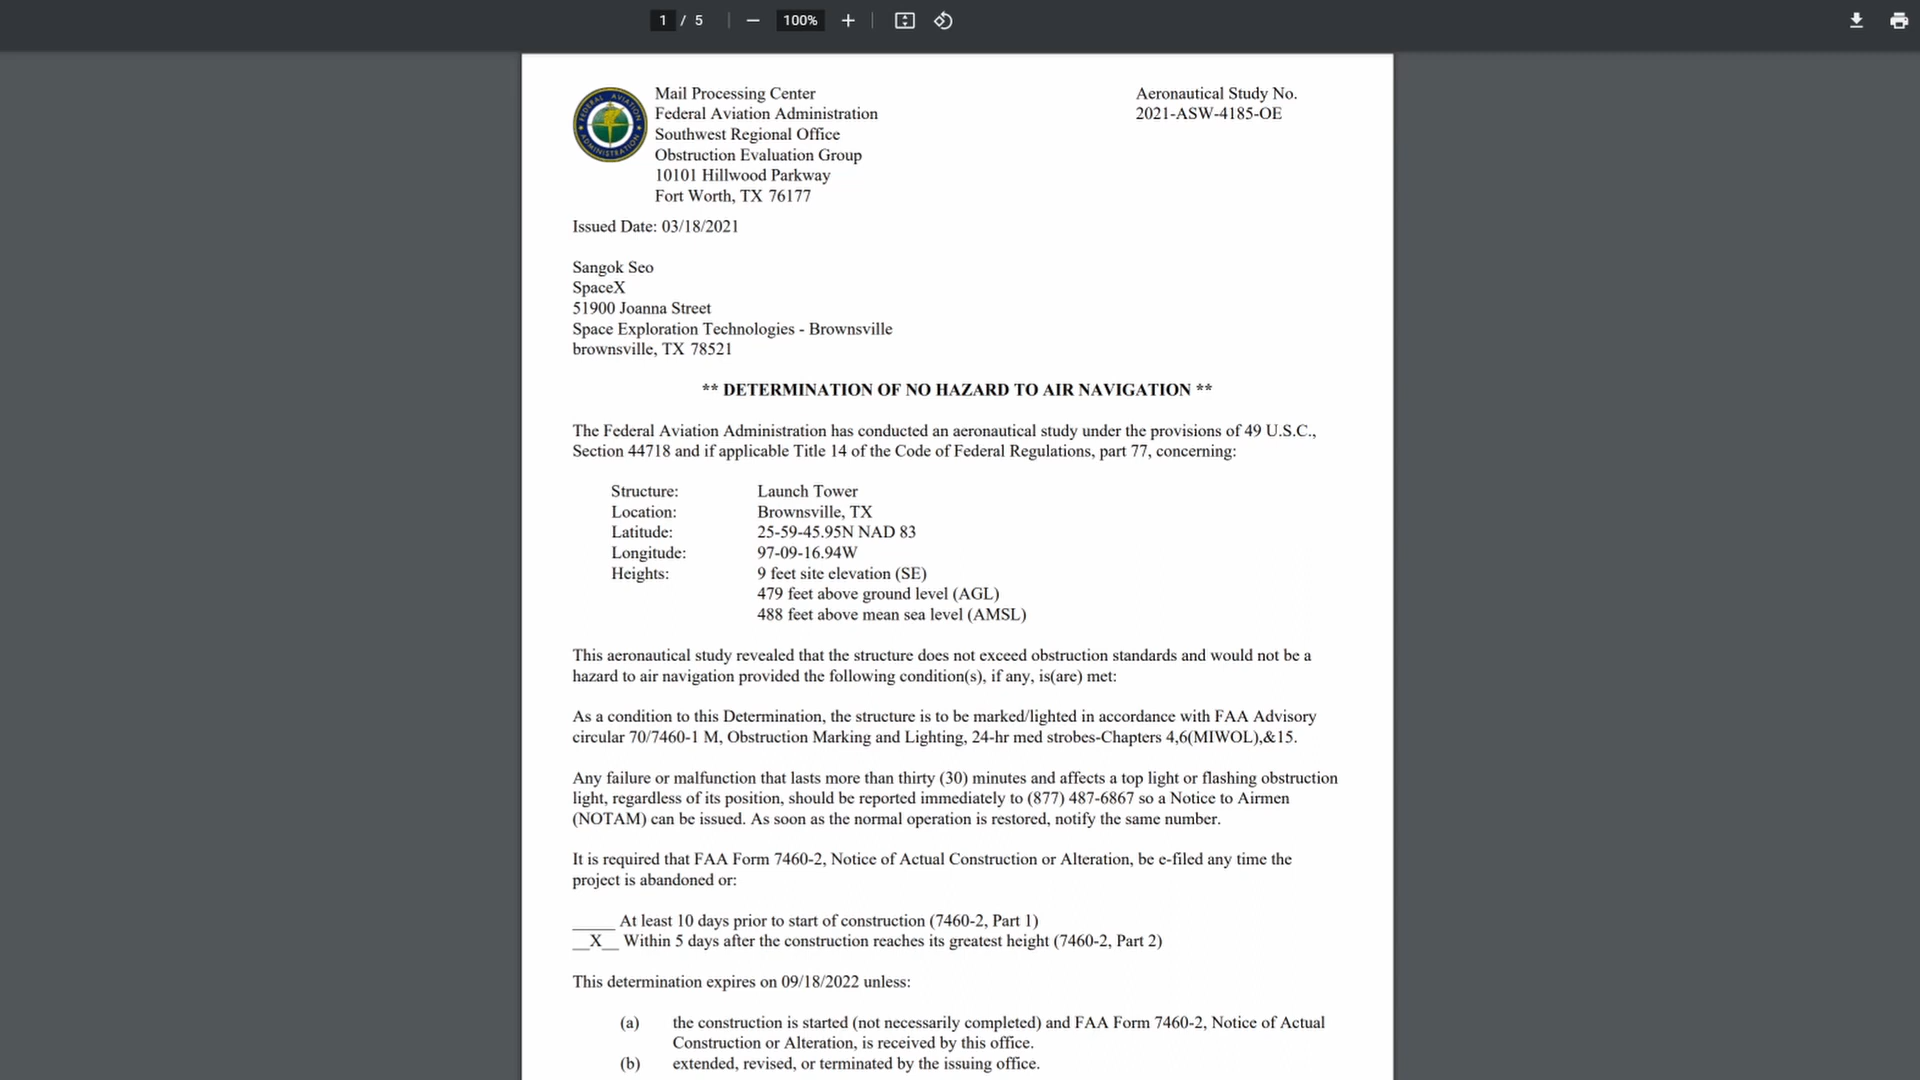 1 / 5 100%
FEDERAL AVIATION ADMINISTRATION
Mail Processing Center
Federal Aviation Administration
Southwest Regional Office
Obstruction Evaluation Group
10101 Hillwood Parkway
Fort Worth, TX 76177
Aeronautical Study No.
2021-ASW-4185-OE
Issued Date: 03/18/2021
Sangok Seo
SpaceX
51900 Joanna Street
Space Exploration Technologies - Brownsville
brownsville, TX 78521
** DETERMINATION OF NO HAZARD TO AIR NAVIGATION **
The Federal Aviation Administration has conducted an aeronautical study under the provisions of 49 U.S.C.,
Section 44718 and if applicable Title 14 of the Code of Federal Regulations, part 77, concerning:
Structure: Launch Tower
Location: Brownsville, TX
Latitude: 25-59-45.95N NAD 83
Longitude: 97-09-16.94W
Heights: 9 feet site elevation (SE)
479 feet above ground level (AGL)
488 feet above mean sea level (AMSL)
This aeronautical study revealed that the structure does not exceed obstruction standards and would not be a
hazard to air navigation provided the following condition(s), if any, is(are) met:
As a condition to this Determination, the structure is to be marked/lighted in accordance with FAA Advisory
circular 70/7460-1 M, Obstruction Marking and Lighting, 24-hr med strobes-Chapters 4,6(MIWOL),&15.
Any failure or malfunction that lasts more than thirty (30) minutes and affects a top light or flashing obstruction
light, regardless of its position, should be reported immediately to (877) 487-6867 so a Notice to Airmen
(NOTAM) can be issued. As soon as the normal operation is restored, notify the same number.
It is required that FAA Form 7460-2, Notice of Actual Construction or Alteration, be e-filed any time the
project is abandoned or:
_____ At least 10 days prior to start of construction (7460-2, Part 1)
__X__ Within 5 days after the construction reaches its greatest height (7460-2, Part 2)
This determination expires on 09/18/2022 unless:
(a) the construction is started (not necessarily completed) and FAA Form 7460-2, Notice of Actual
Construction or Alteration, is received by this office.
(b) extended, revised, or terminated by the issuing office.